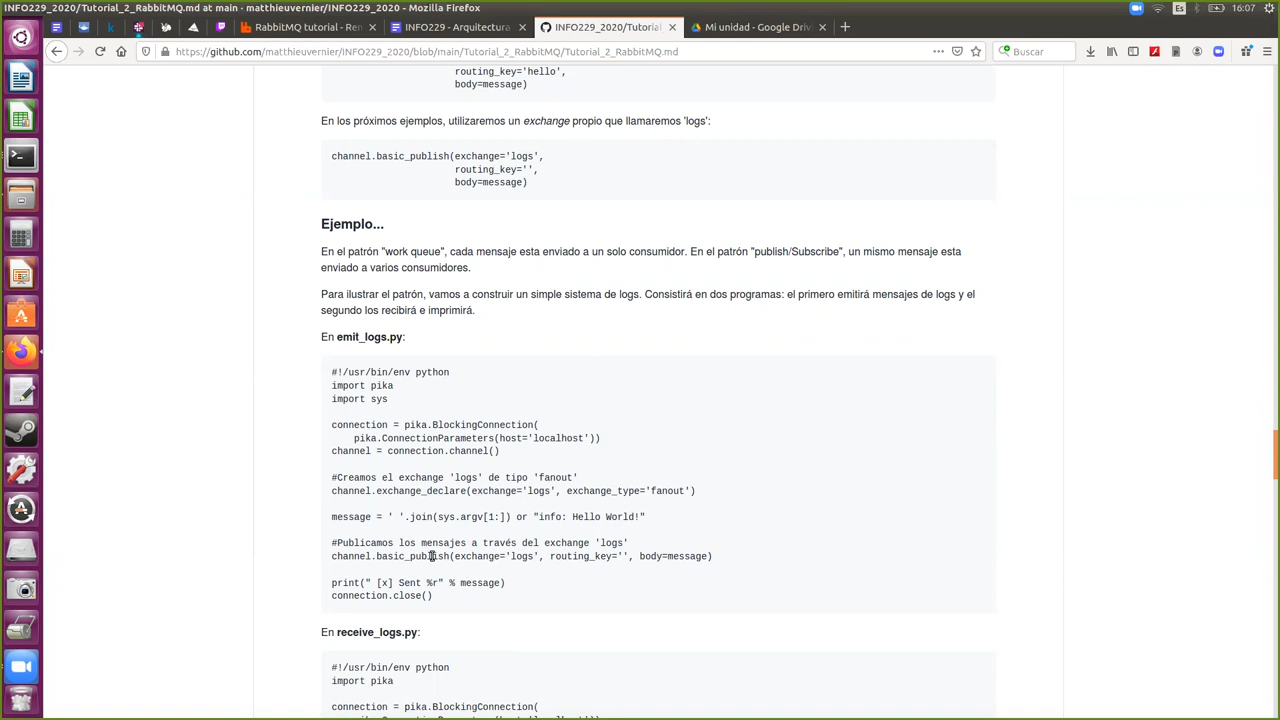 Tutorial_2_RabbitMQ.md at main - matthieuvernier/INFO229_2020 - Mozilla Firefox
Es
16:07
RabbitMQ tutorial - Rem
INFO229 - Arquitectura
INFO229_2020/Tutorial
Mi unidad - Google Driv
https://github.com/matthieuvernier/INFO229_2020/blob/main/Tutorial_2_RabbitMQ/Tutorial_2_RabbitMQ.md
Buscar
routing_key='hello',
body=message)
En los próximos ejemplos, utilizaremos un exchange propio que llamaremos 'logs':
channel.basic_publish(exchange='logs',
routing_key='',
body=message)
Ejemplo...
En el patrón "work queue", cada mensaje esta enviado a un solo consumidor. En el patrón "publish/Subscribe", un mismo mensaje esta
enviado a varios consumidores.
Para ilustrar el patrón, vamos a construir un simple sistema de logs. Consistirá en dos programas: el primero emitirá mensajes de logs y el
segundo los recibirá e imprimirá.
En emit_logs.py:
#!/usr/bin/env python
import pika
import sys
connection = pika.BlockingConnection(
pika.ConnectionParameters(host='localhost'))
channel = connection.channel()
#Creamos el exchange 'logs' de tipo 'fanout'
channel.exchange_declare(exchange='logs', exchange_type='fanout')
message = ' '.join(sys.argv[1:]) or "info: Hello World!"
#Publicamos los mensajes a través del exchange 'logs'
channel.basic_publish(exchange='logs', routing_key='', body=message)
print(" [x] Sent %r" % message)
connection.close()
En receive_logs.py:
#!/usr/bin/env python
import pika
connection = pika.BlockingConnection(